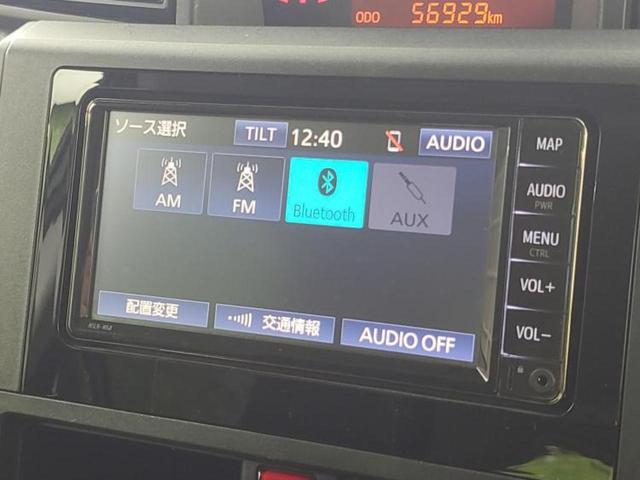 ODO 56929km
ソース選択 TILT 12:40 AUDIO
AM FM Bluetooth AUX
配置変更 交通情報 AUDIO OFF
MAP
AUDIO
PWR
MENU
CTRL
VOL+
VOL−